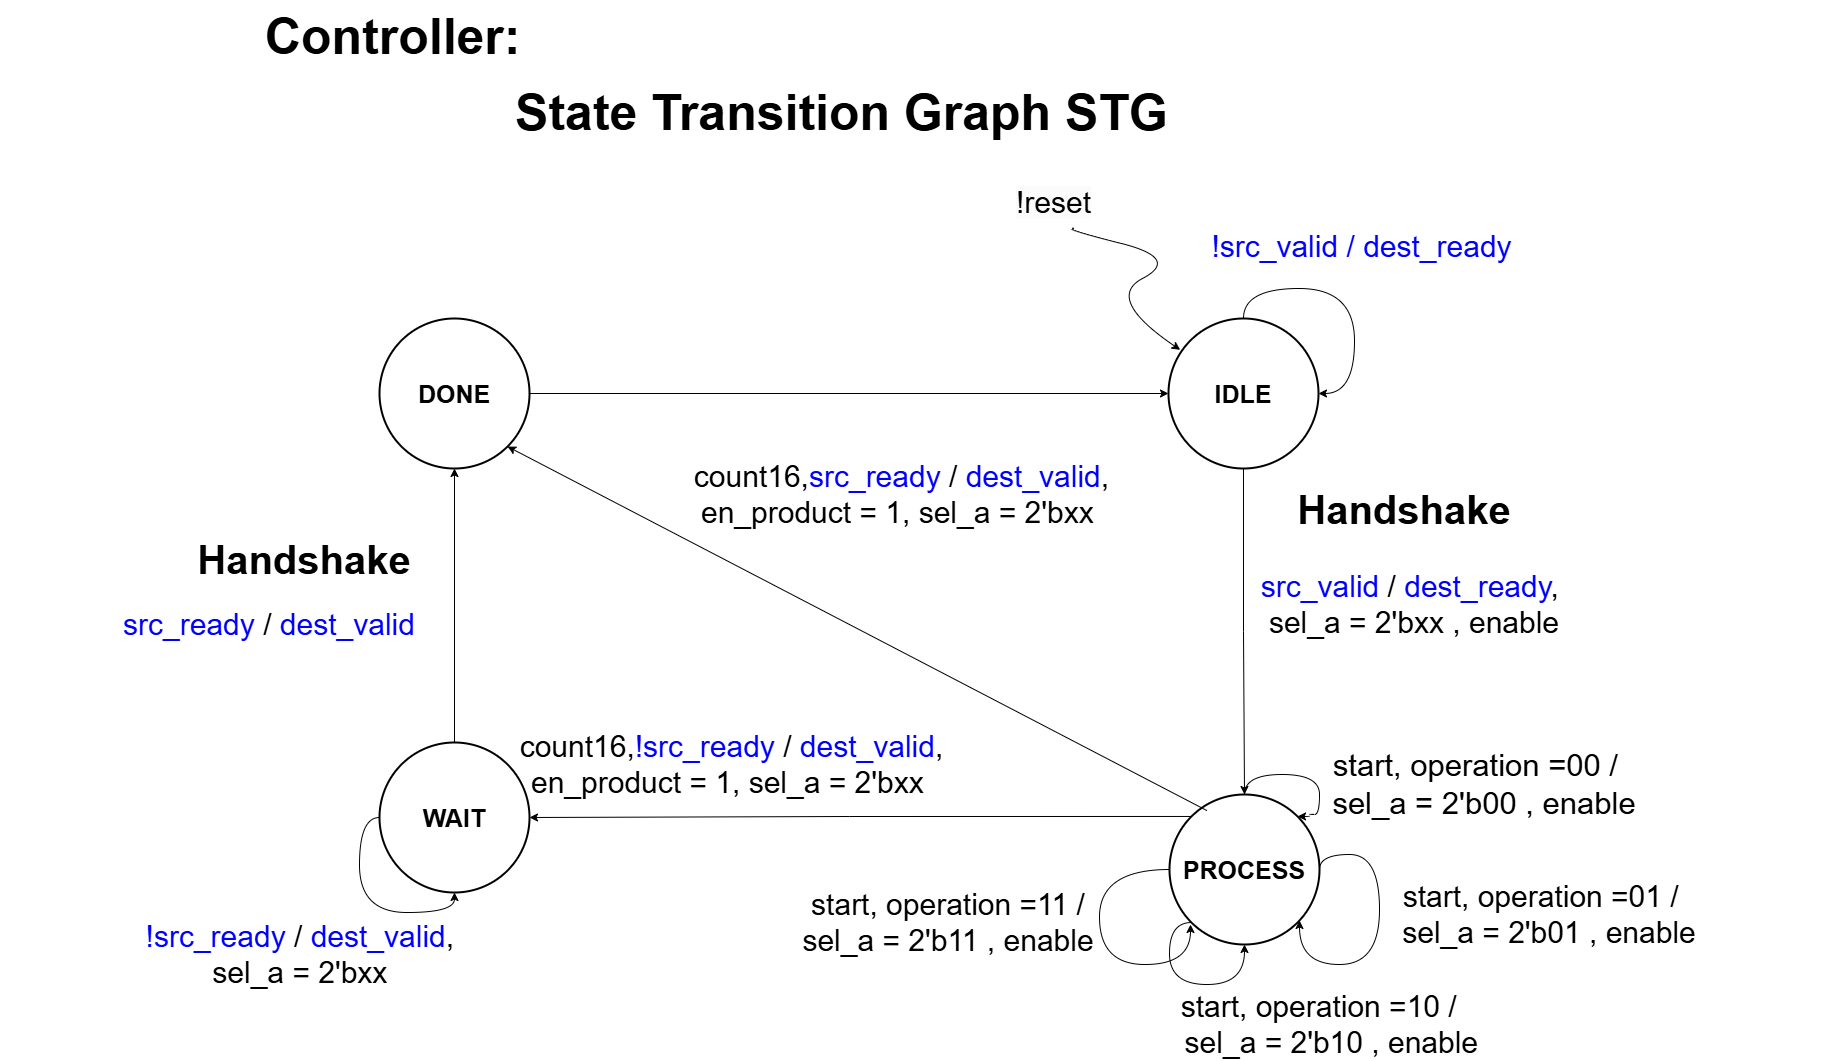 Controller:
State Transition Graph STG
!reset
!src_valid / dest_ready
DONE
IDLE
count16,src_ready / dest_valid,
en_product = 1, sel_a = 2'bxx
Handshake
src_valid / dest_ready,
sel_a = 2'bxx , enable
Handshake
src_ready / dest_valid
count16,!src_ready / dest_valid,
en_product = 1, sel_a = 2'bxx
WAIT
start, operation =00 /
sel_a = 2'b00 , enable
PROCESS
start, operation =11 /
sel_a = 2'b11 , enable
start, operation =01 /
sel_a = 2'b01 , enable
!src_ready / dest_valid,
sel_a = 2'bxx
start, operation =10 /
sel_a = 2'b10 , enable